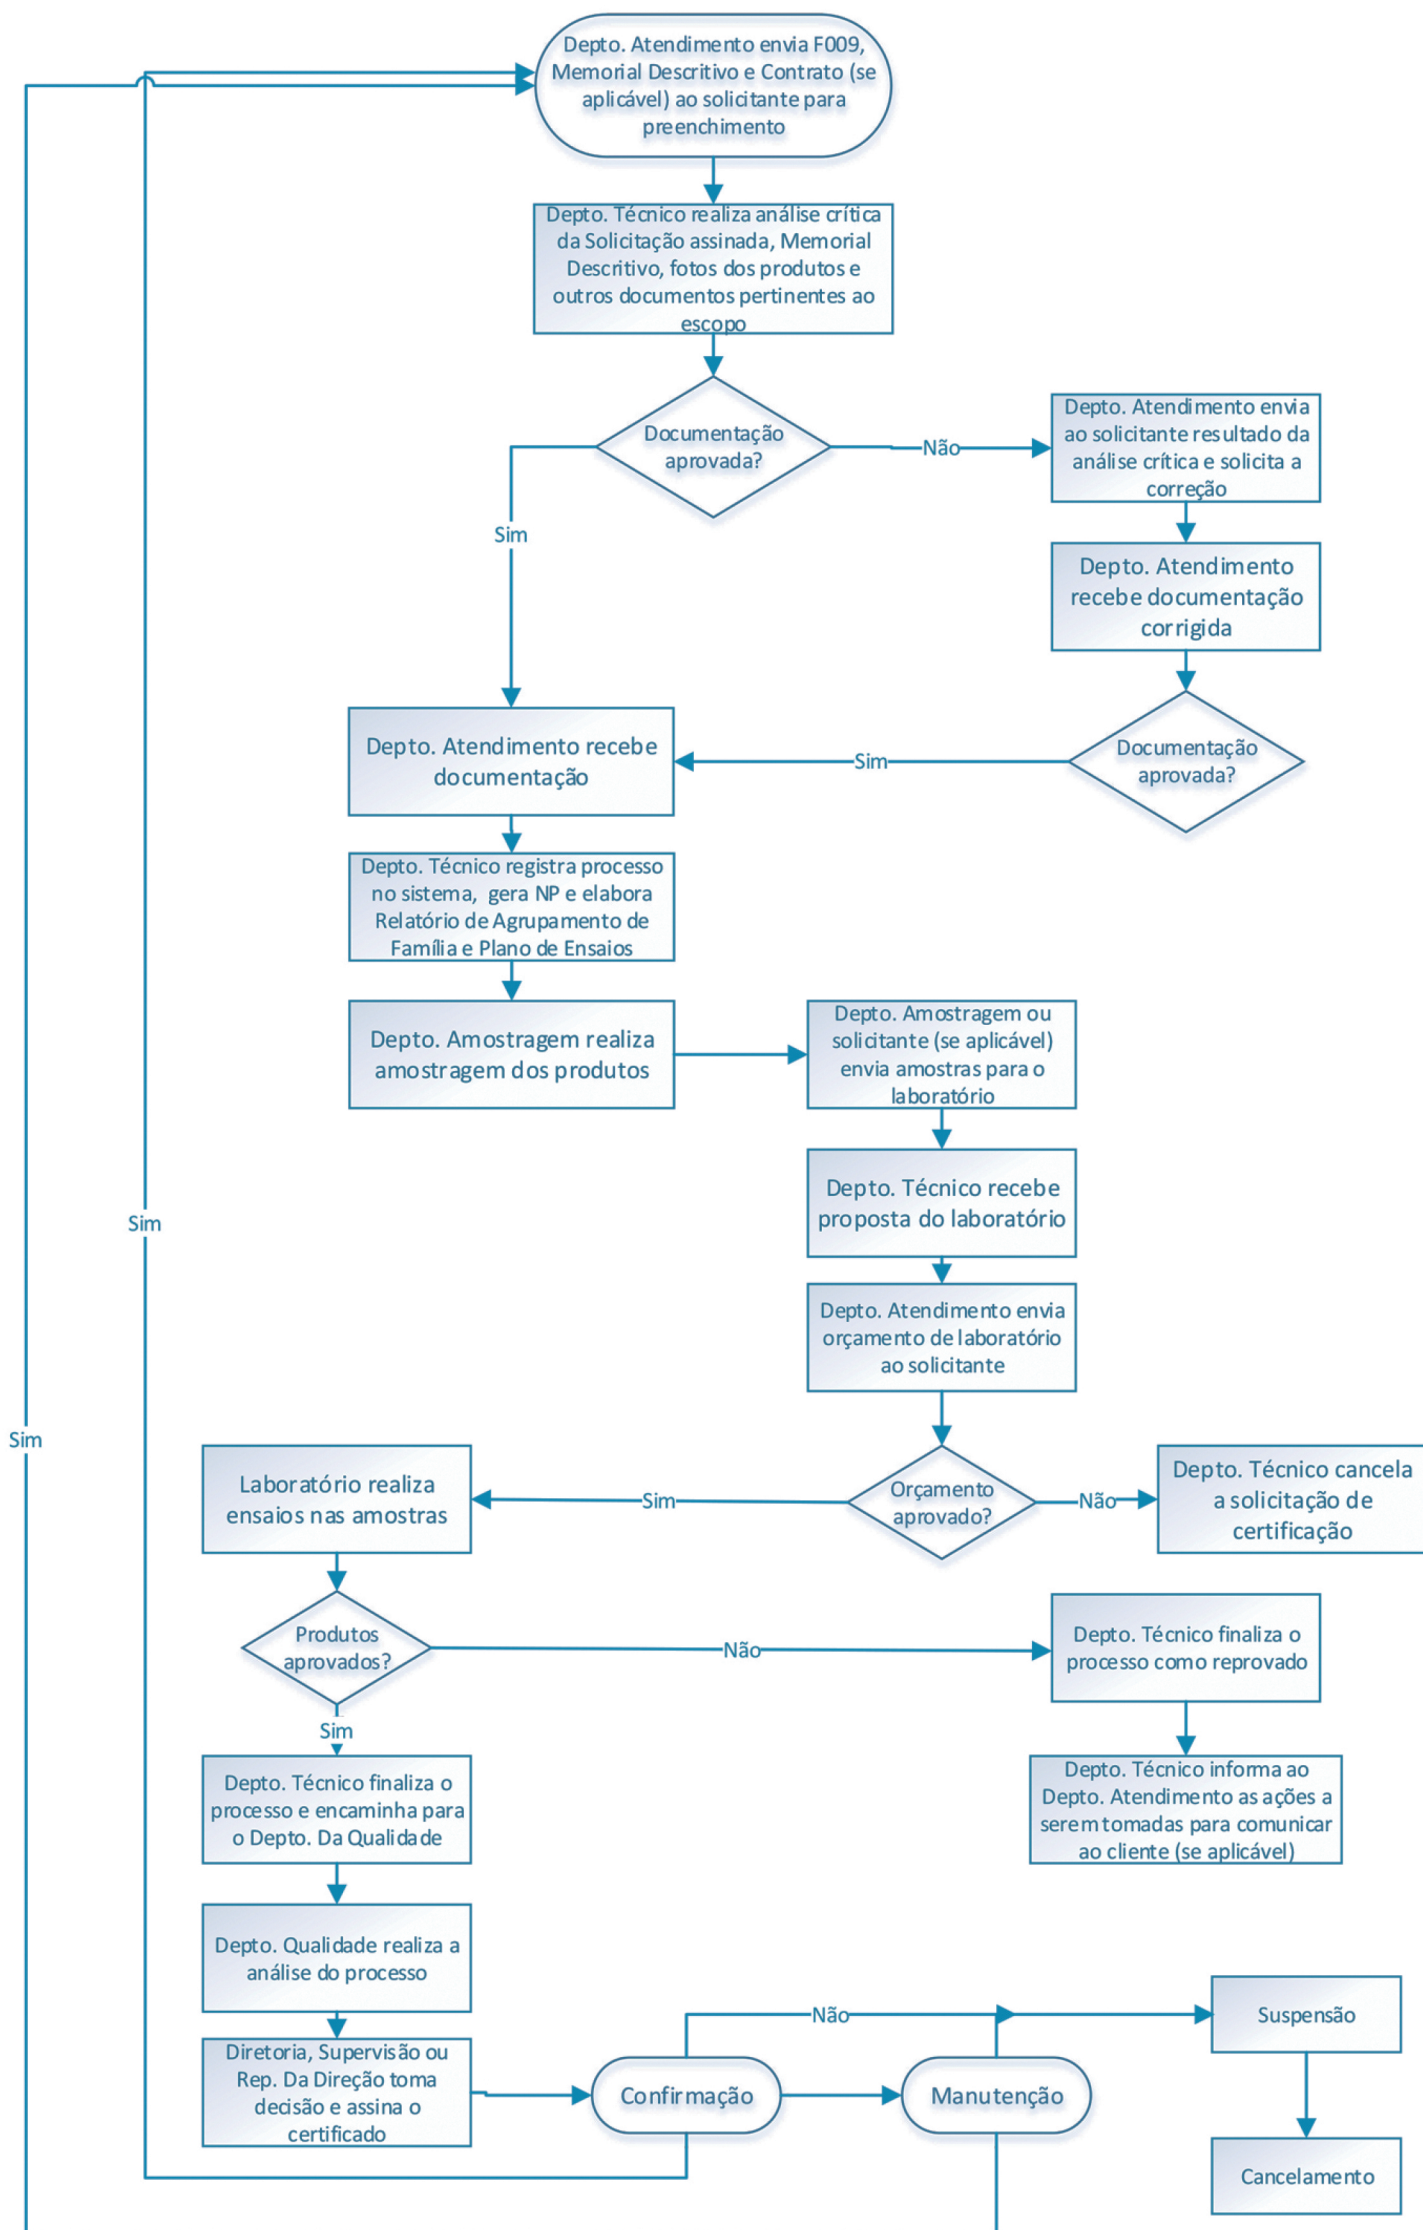 Depto. Atendimento envia F009,
Memorial Descritivo e Contrato (se
aplicável) ao solicitante para
preenchimento
Depto. Técnico realiza análise crítica
da Solicitação assinada, Memorial
Descritivo, fotos dos produtos e
outros documentos pertinentes ao
escopo
Documentação
aprovada?
Não
Depto. Atendimento envia
ao solicitante resultado da
análise crítica e solicita a
correção
Sim
Depto. Atendimento
recebe documentação
corrigida
Depto. Atendimento recebe
documentação
Sim
Documentação
aprovada?
Depto. Técnico registra processo
no sistema, gera NP e elabora
Relatório de Agrupamento de
Família e Plano de Ensaios
Depto. Amostragem realiza
amostragem dos produtos
Depto. Amostragem ou
solicitante (se aplicável)
envia amostras para o
laboratório
Depto. Técnico recebe
proposta do laboratório
Sim
Depto. Atendimento envia
orçamento de laboratório
ao solicitante
Sim
Laboratório realiza
ensaios nas amostras
Sim
Orçamento
aprovado?
Não
Depto. Técnico cancela
a solicitação de
certificação
Produtos
aprovados?
Não
Depto. Técnico finaliza o
processo como reprovado
Sim
Depto. Técnico finaliza o
processo e encaminha para
o Depto. Da Qualidade
Depto. Técnico informa ao
Depto. Atendimento as ações a
serem tomadas para comunicar
ao cliente (se aplicável)
Depto. Qualidade realiza a
análise do processo
Não
Suspensão
Diretoria, Supervisão ou
Rep. Da Direção toma
decisão e assina o
certificado
Confirmação
Manutenção
Cancelamento